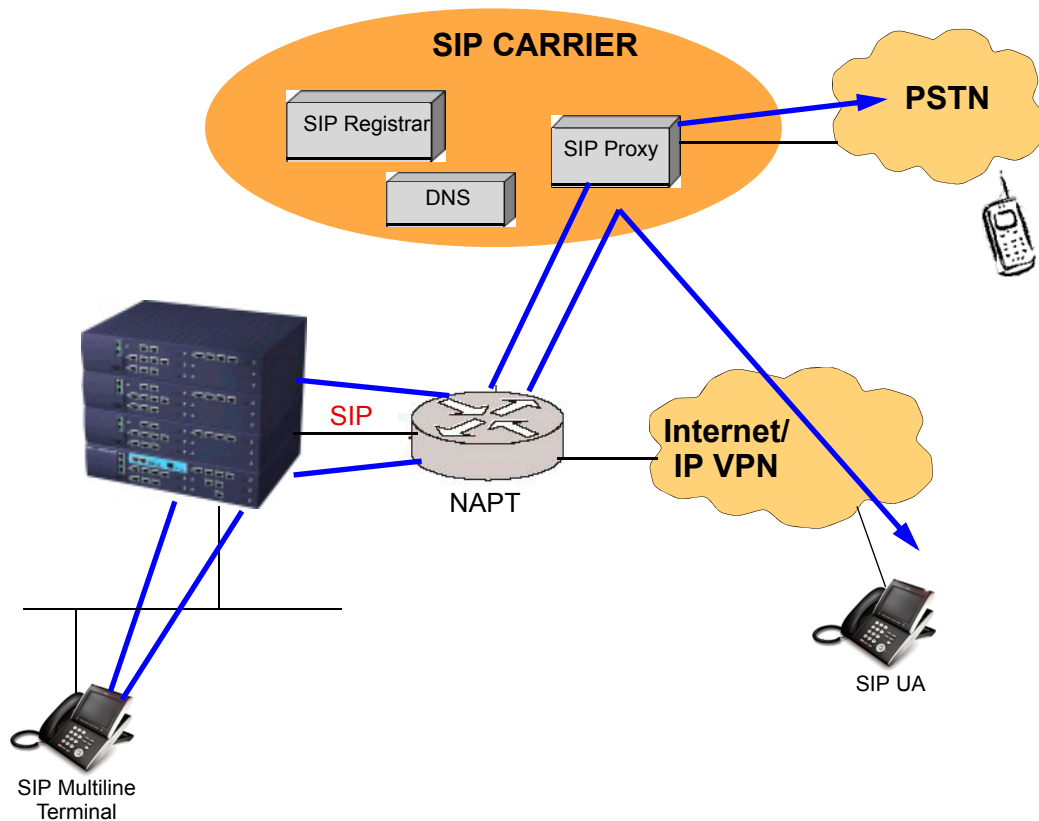 SIP CARRIER
PSTN
SIP Registrar
SIP Proxy
DNS
SIP
NAPT
Internet/
IP VPN
SIP UA
SIP Multiline
Terminal